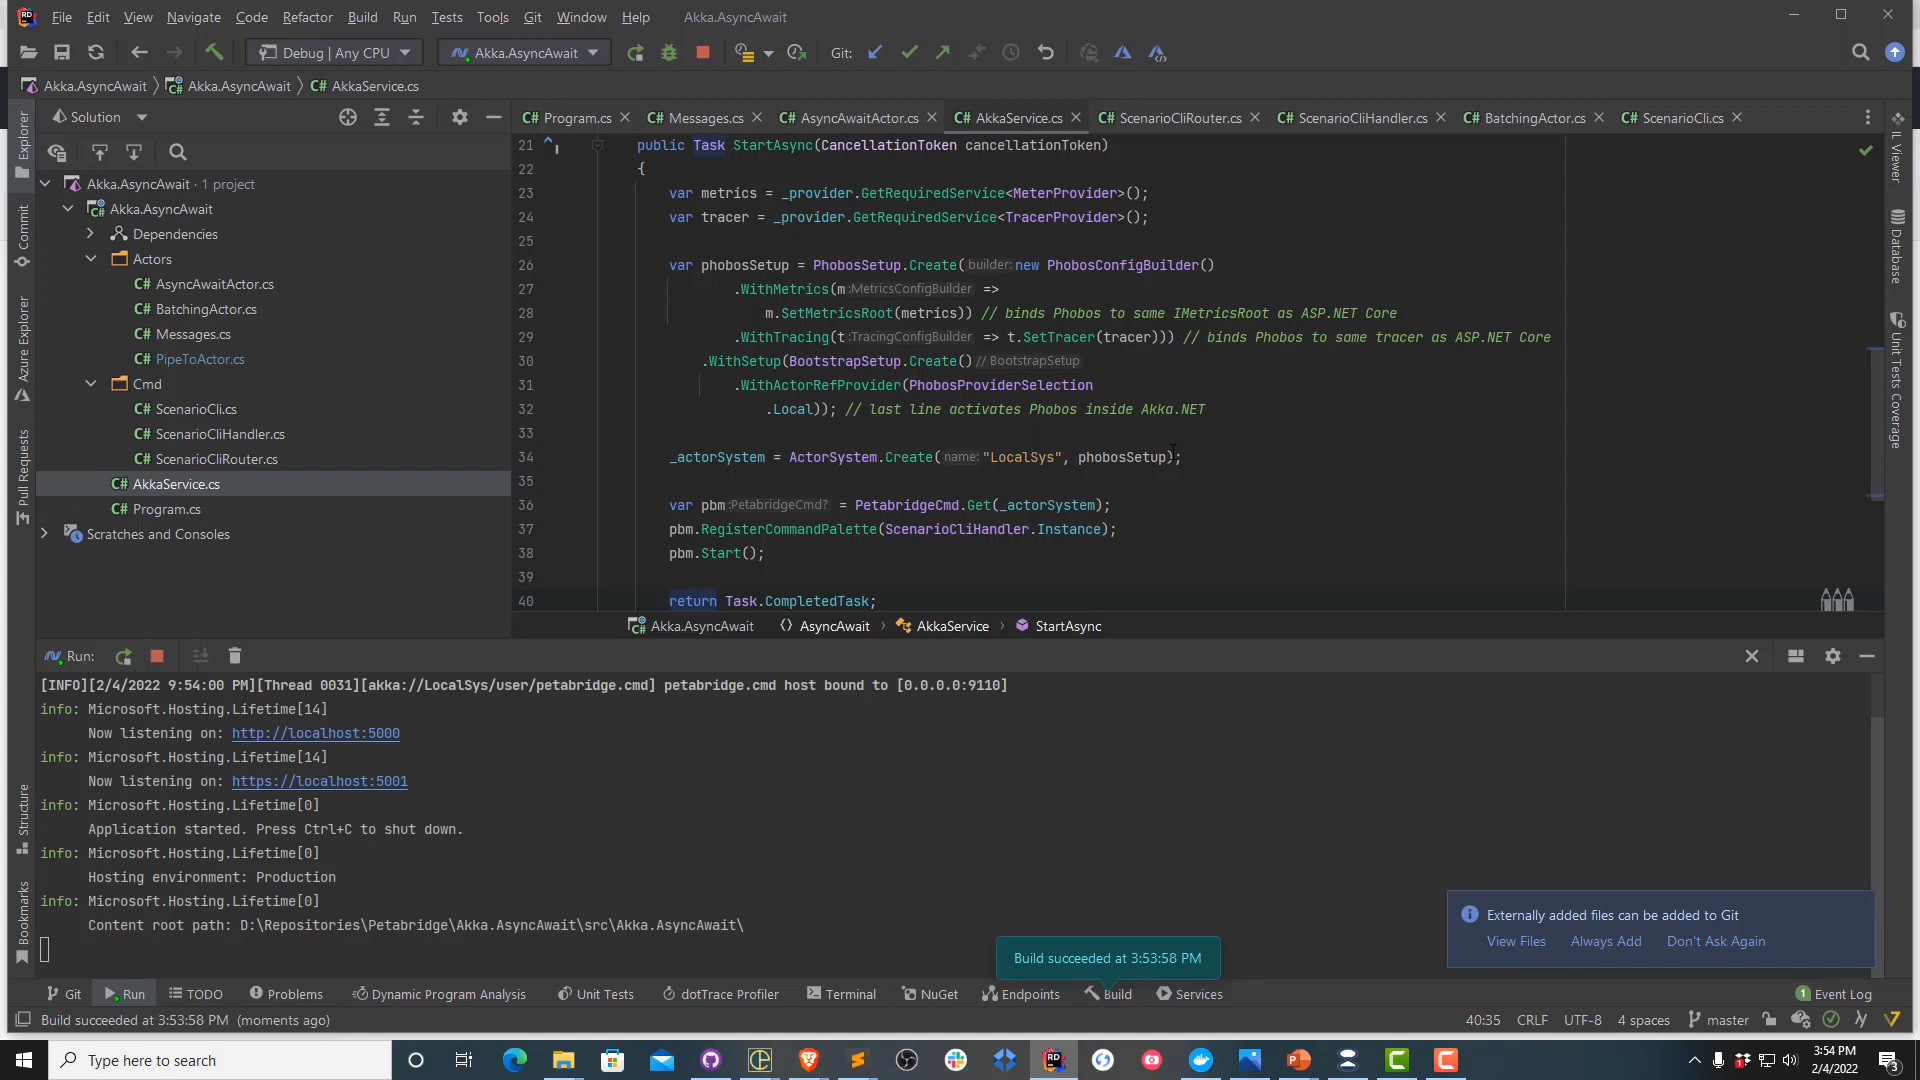 File Edit View Navigate Code Refactor Build Run Tests Tools Git Window Help Akka.AsyncAwait
Debug | Any CPU Akka.AsyncAwait Git:
Akka.AsyncAwait Akka.AsyncAwait C# AkkaService.cs
Solution
C# Program.cs C# Messages.cs C# AsyncAwaitActor.cs C# AkkaService.cs C# ScenarioCliRouter.cs C# ScenarioCliHandler.cs C# BatchingActor.cs C# ScenarioCli.cs
Explorer
Commit
Azure Explorer
Pull Requests
Structure
Bookmarks
Akka.AsyncAwait · 1 project
Akka.AsyncAwait
Dependencies
Actors
C# AsyncAwaitActor.cs
C# BatchingActor.cs
C# Messages.cs
C# PipeToActor.cs
Cmd
C# ScenarioCli.cs
C# ScenarioCliHandler.cs
C# ScenarioCliRouter.cs
C# AkkaService.cs
C# Program.cs
Scratches and Consoles
21 public Task StartAsync(CancellationToken cancellationToken)
22 {
23 var metrics = _provider.GetRequiredService<MeterProvider>();
24 var tracer = _provider.GetRequiredService<TracerProvider>();
25
26 var phobosSetup = PhobosSetup.Create( builder: new PhobosConfigBuilder()
27 .WithMetrics(m :MetricsConfigBuilder =>
28 m.SetMetricsRoot(metrics)) // binds Phobos to same IMetricsRoot as ASP.NET Core
29 .WithTracing(t :TracingConfigBuilder => t.SetTracer(tracer))) // binds Phobos to same tracer as ASP.NET Core
30 .WithSetup(BootstrapSetup.Create() // BootstrapSetup
31 .WithActorRefProvider(PhobosProviderSelection
32 .Local)); // last line activates Phobos inside Akka.NET
33
34 _actorSystem = ActorSystem.Create( name: "LocalSys", phobosSetup);
35
36 var pbm :PetabridgeCmd? = PetabridgeCmd.Get(_actorSystem);
37 pbm.RegisterCommandPalette(ScenarioCliHandler.Instance);
38 pbm.Start();
39
40 return Task.CompletedTask;
IL Viewer
Database
Unit Tests Coverage
Akka.AsyncAwait AsyncAwait AkkaService StartAsync
Run:
[INFO][2/4/2022 9:54:00 PM][Thread 0031][akka://LocalSys/user/petabridge.cmd] petabridge.cmd host bound to [0.0.0.0:9110]
info: Microsoft.Hosting.Lifetime[14]
Now listening on: http://localhost:5000
info: Microsoft.Hosting.Lifetime[14]
Now listening on: https://localhost:5001
info: Microsoft.Hosting.Lifetime[0]
Application started. Press Ctrl+C to shut down.
info: Microsoft.Hosting.Lifetime[0]
Hosting environment: Production
info: Microsoft.Hosting.Lifetime[0]
Content root path: D:\Repositories\Petabridge\Akka.AsyncAwait\src\Akka.AsyncAwait\
Externally added files can be added to Git
View Files Always Add Don't Ask Again
Build succeeded at 3:53:58 PM
Git Run TODO Problems Dynamic Program Analysis Unit Tests dotTrace Profiler Terminal NuGet Endpoints Build Services 1 Event Log
Build succeeded at 3:53:58 PM (moments ago) 40:35 CRLF UTF-8 4 spaces master
Type here to search
3:54 PM
2/4/2022
3